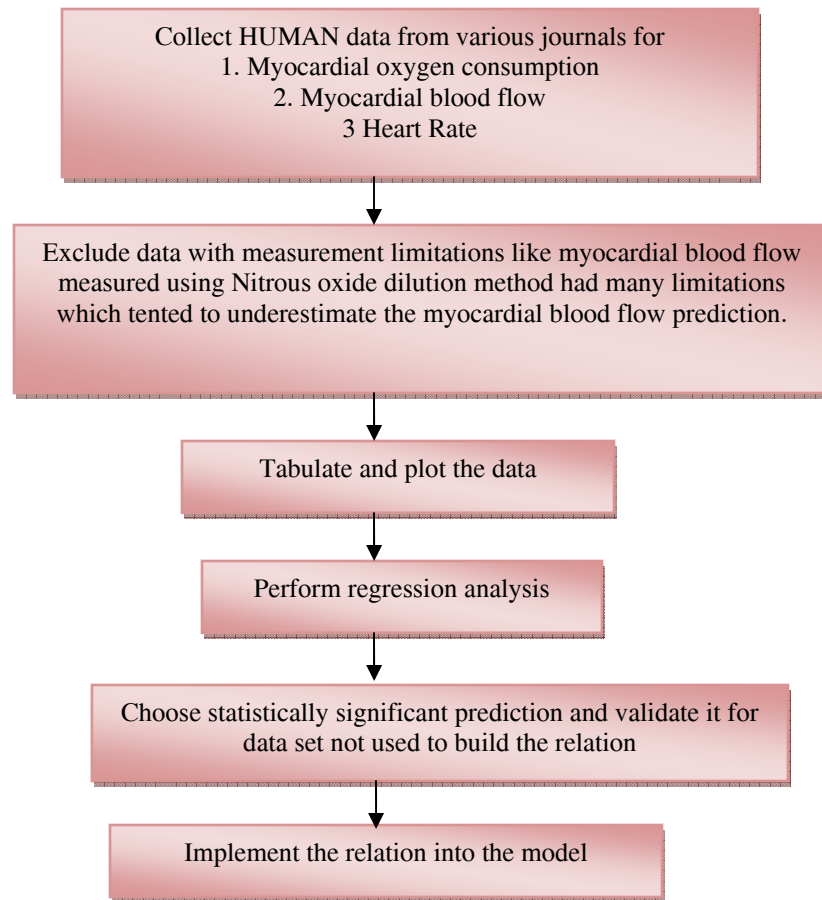 Collect HUMAN data from various journals for
1. Myocardial oxygen consumption
2. Myocardial blood flow
3 Heart Rate
Exclude data with measurement limitations like myocardial blood flow
measured using Nitrous oxide dilution method had many limitations
which tented to underestimate the myocardial blood flow prediction.
Tabulate and plot the data
Perform regression analysis
Choose statistically significant prediction and validate it for
data set not used to build the relation
Implement the relation into the model